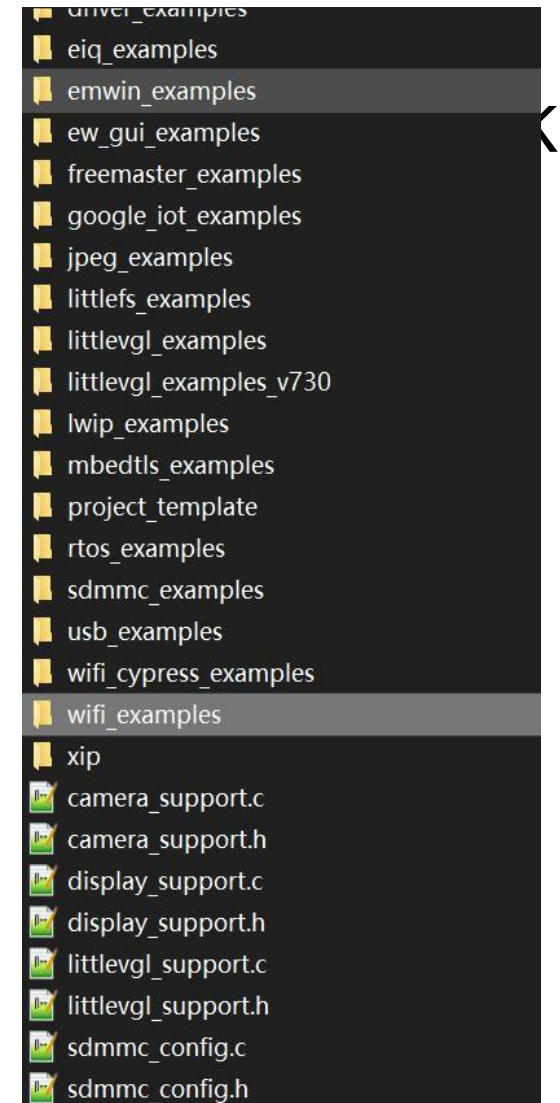 driver_examples
eiq_examples
emwin_examples
ew_gui_examples
freemaster_examples
google_iot_examples
jpeg_examples
littlefs_examples
littlevgl_examples
littlevgl_examples_v730
lwip_examples
mbedtls_examples
project_template
rtos_examples
sdmmc_examples
usb_examples
wifi_cypress_examples
wifi_examples
xip
camera_support.c
camera_support.h
display_support.c
display_support.h
littlevgl_support.c
littlevgl_support.h
sdmmc_config.c
sdmmc_config.h